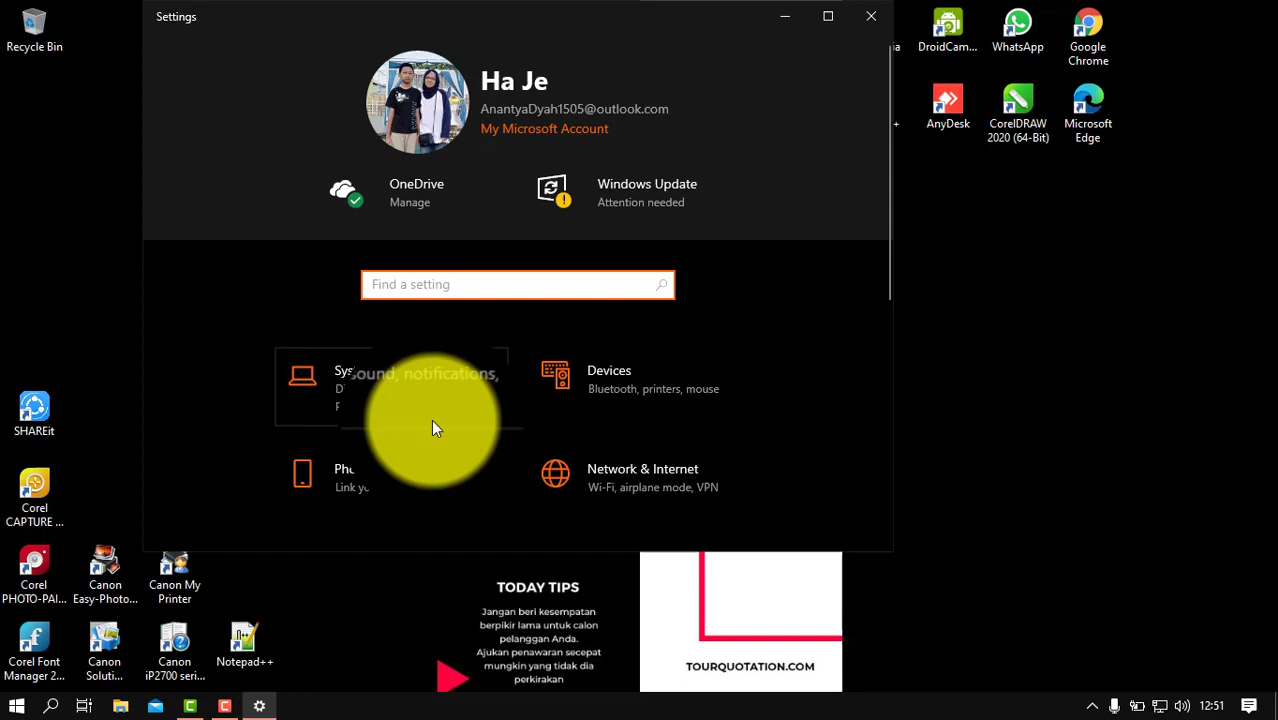 Settings
Recycle Bin
Ha Je
AnantyaDyah1505@outlook.com
My Microsoft Account
OneDrive
Manage
Windows Update
Attention needed
Find a setting
sound, notifications,
Devices
Bluetooth, printers, mouse
Network & Internet
Wi-Fi, airplane mode, VPN
DroidCam...
WhatsApp
Google
Chrome
AnyDesk
CorelDRAW
2020 (64-Bit)
Microsoft
Edge
SHAREit
Corel
CAPTURE ...
Corel
PHOTO-PAI...
Canon
Easy-Photo...
Canon My
Printer
Corel Font
Manager 2...
Canon
Soluti...
Canon
iP2700 seri...
Notepad++
TODAY TIPS
Jangan beri kesempatan
berpikir lama untuk calon
pelanggan Anda.
Ajukan penawaran secepat
mungkin yang tidak dia
perkirakan
TOURQUOTATION.COM
12:51